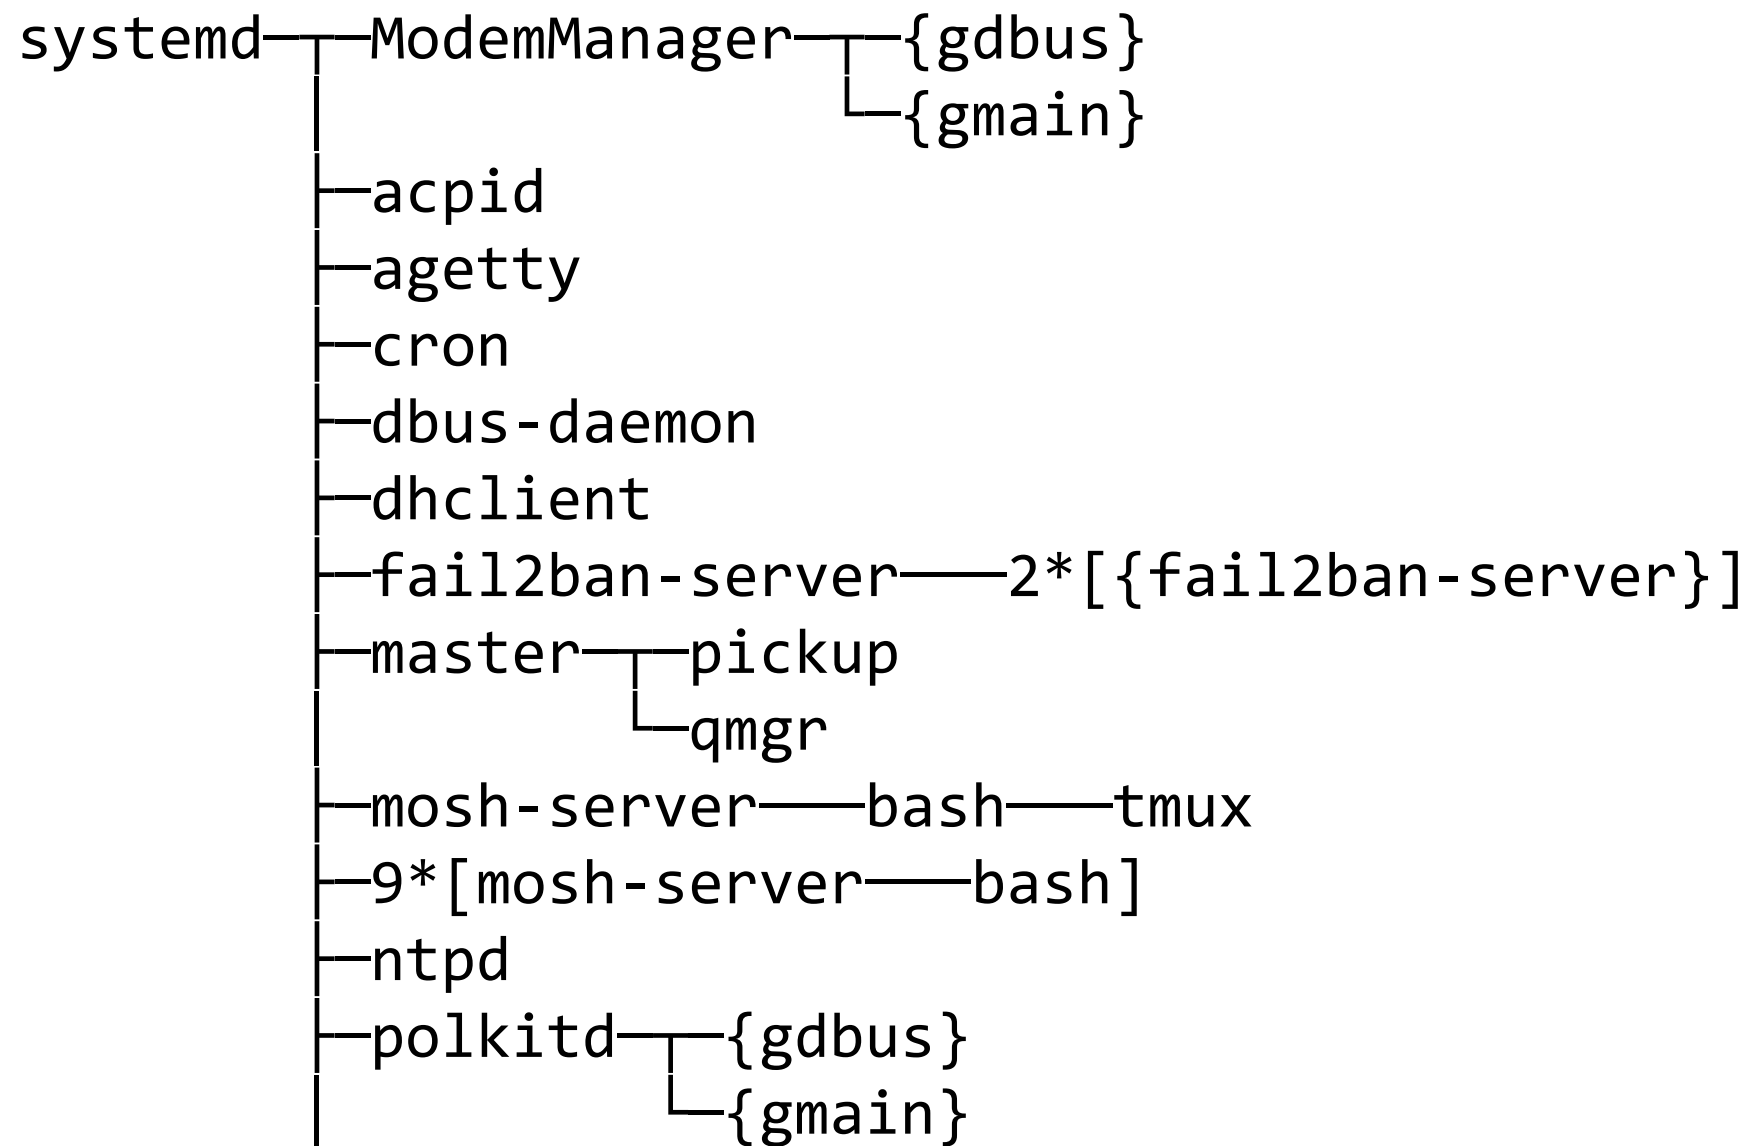 systemd─┬─ModemManager─┬─{gdbus}
        │              └─{gmain}
        ├─acpid
        ├─agetty
        ├─cron
        ├─dbus-daemon
        ├─dhclient
        ├─fail2ban-server───2*[{fail2ban-server}]
        ├─master─┬─pickup
        │        └─qmgr
        ├─mosh-server───bash───tmux
        ├─9*[mosh-server───bash]
        ├─ntpd
        ├─polkitd─┬─{gdbus}
        │         └─{gmain}